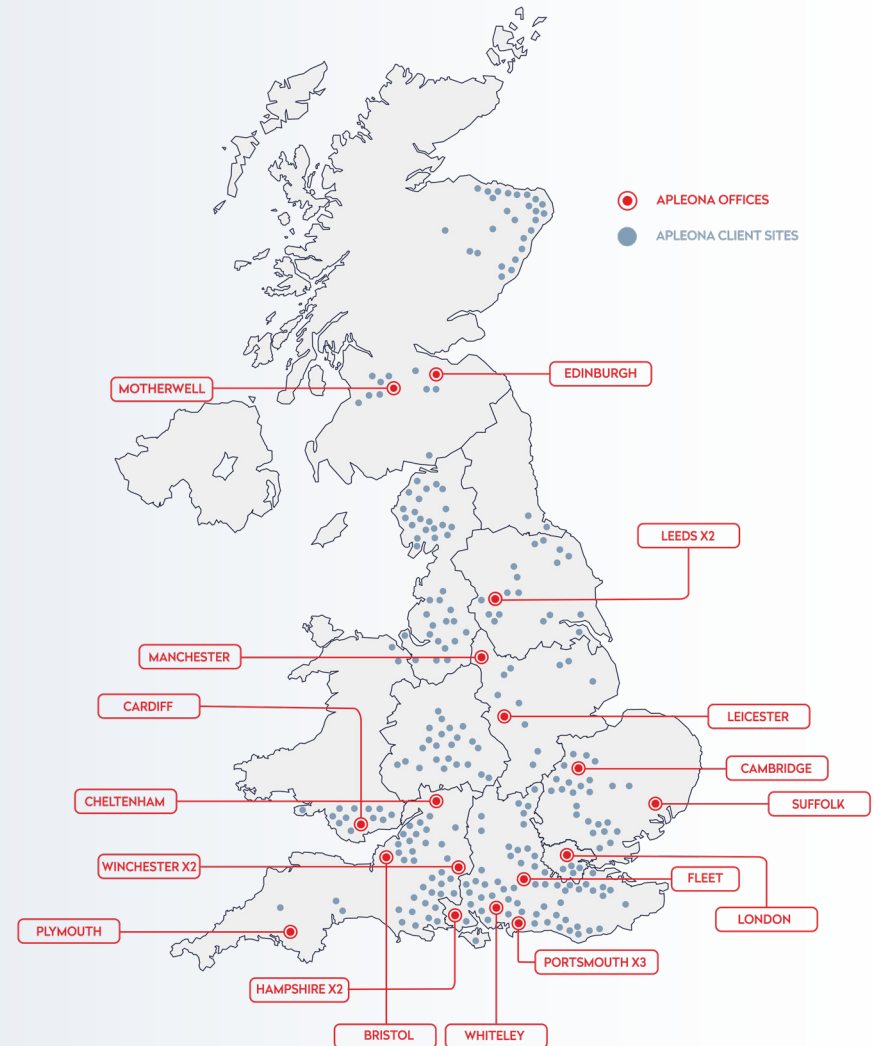 APLEONA OFFICES
APLEONA CLIENT SITES
EDINBURGH
MOTHERWELL
LEEDS X2
MANCHESTER
CARDIFF
LEICESTER
CAMBRIDGE
CHELTENHAM
SUFFOLK
WINCHESTER X2
FLEET
LONDON
PLYMOUTH
PORTSMOUTH X3
HAMPSHIRE X2
BRISTOL
WHITELEY